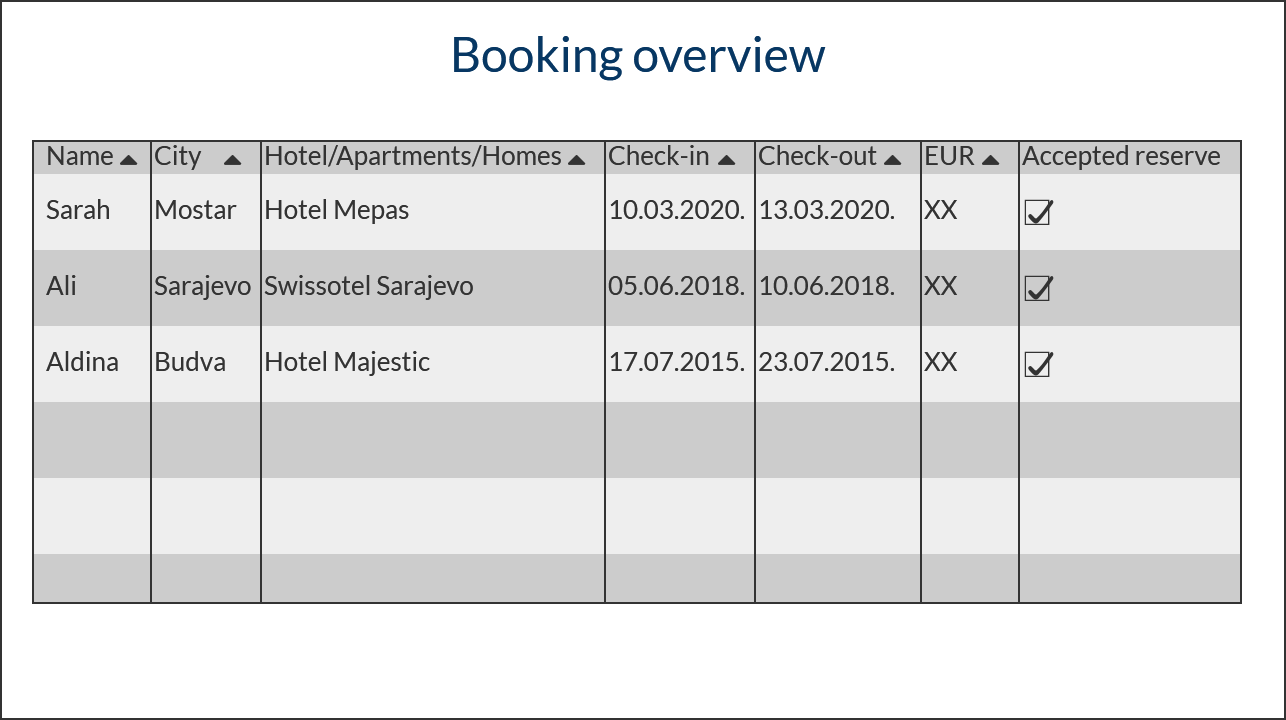 Booking overview
Name City Hotel/Apartments/Homes Check-in Check-out EUR Accepted reserve
Sarah Mostar Hotel Mepas 10.03.2020. 13.03.2020. XX
Ali Sarajevo Swissotel Sarajevo 05.06.2018. 10.06.2018. XX
Aldina Budva Hotel Majestic 17.07.2015. 23.07.2015. XX